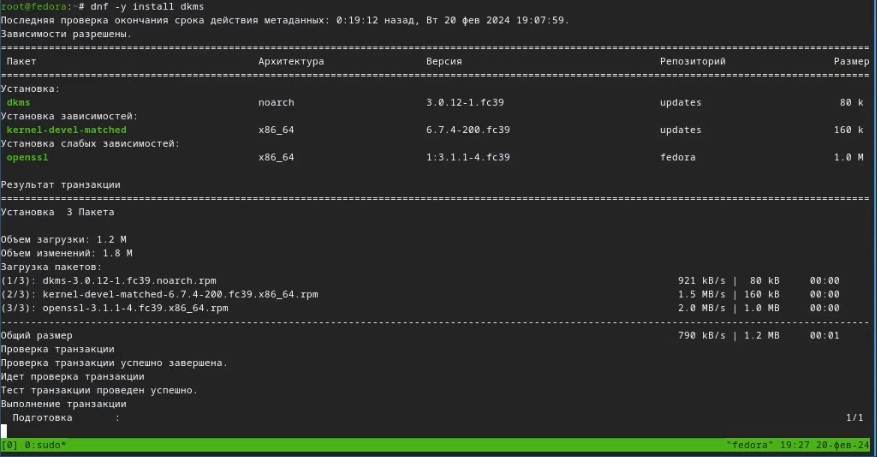 root@fedora:~# dnf -y install dkms
Последняя проверка окончания срока действия метаданных: 0:19:12 назад, Вт 20 фев 2024 19:07:59.
Зависимости разрешены.
Пакет Архитектура Версия Репозиторий Размер
Установка:
dkms noarch 3.0.12-1.fc39 updates 80 k
Установка зависимостей:
kernel-devel-matched x86_64 6.7.4-200.fc39 updates 160 k
Установка слабых зависимостей:
openssl x86_64 1:3.1.1-4.fc39 fedora 1.0 M
Результат транзакции
Установка 3 Пакета
Объем загрузки: 1.2 M
Объем изменений: 1.8 M
Загрузка пакетов:
(1/3): dkms-3.0.12-1.fc39.noarch.rpm 921 kB/s | 80 kB 00:00
(2/3): kernel-devel-matched-6.7.4-200.fc39.x86_64.rpm 1.5 MB/s | 160 kB 00:00
(3/3): openssl-3.1.1-4.fc39.x86_64.rpm 2.0 MB/s | 1.0 MB 00:00
Общий размер 790 kB/s | 1.2 MB 00:01
Проверка транзакции
Проверка транзакции успешно завершена.
Идет проверка транзакции
Тест транзакции проведен успешно.
Выполнение транзакции
Подготовка : 1/1
[0] 0:sudo* "fedora" 19:27 20-фев-24